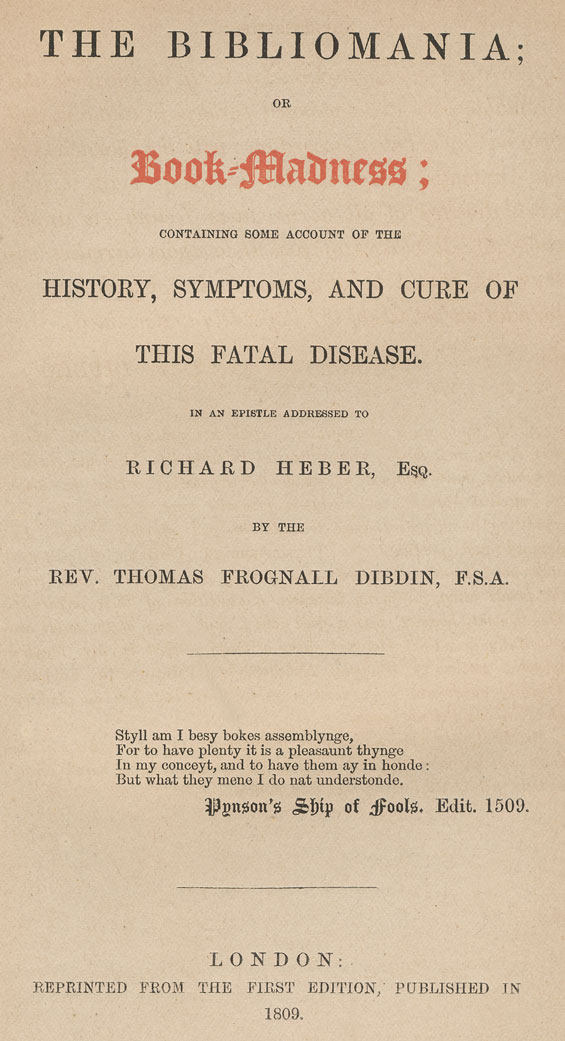 THE BIBLIOMANIA;
OR
Book-Madness;
CONTAINING SOME ACCOUNT OF THE
HISTORY, SYMPTOMS, AND CURE OF
THIS FATAL DISEASE.
IN AN EPISTLE ADDRESSED TO
RICHARD HEBER, ESQ.
BY THE
REV. THOMAS FROGNALL DIBDIN, F.S.A.
Styll am I besy bokes assemblynge,
For to have plenty it is a pleasaunt thynge
In my conceyt, and to have them ay in honde:
But what they mene I do nat understonde.
Pynson's Ship of Fools. Edit. 1509.
LONDON:
REPRINTED FROM THE FIRST EDITION, PUBLISHED IN
1809.